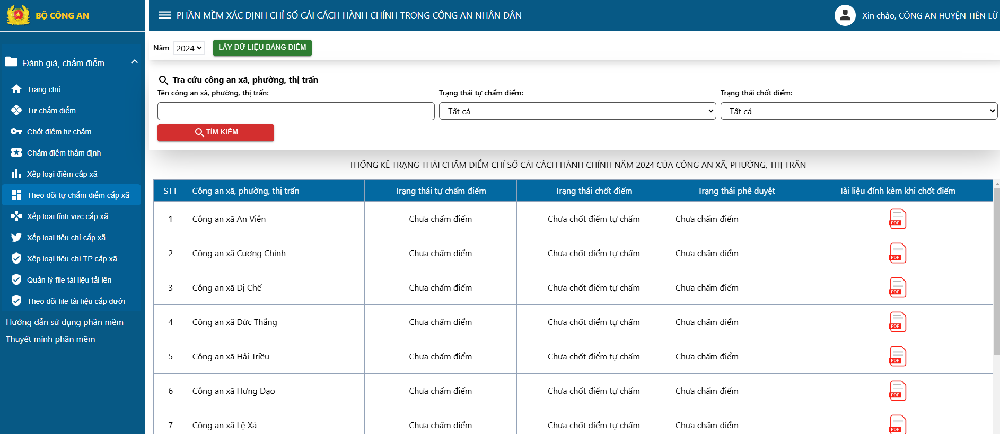 BỘ CÔNG AN
PHẦN MỀM XÁC ĐỊNH CHỈ SỐ CẢI CÁCH HÀNH CHÍNH TRONG CÔNG AN NHÂN DÂN
Xin chào, CÔNG AN HUYỆN TIÊN LỮ
Đánh giá, chấm điểm
Trang chủ
Tự chấm điểm
Chốt điểm tự chấm
Chấm điểm thẩm định
Xếp loại điểm cấp xã
Theo dõi tự chấm điểm cấp xã
Xếp loại lĩnh vực cấp xã
Xếp loại tiêu chí cấp xã
Xếp loại tiêu chí TP cấp xã
Quản lý file tài liệu tải lên
Theo dõi file tài liệu cấp dưới
Hướng dẫn sử dụng phần mềm
Thuyết minh phần mềm
Năm 2024 LẤY DỮ LIỆU BẢNG ĐIỂM
Tra cứu công an xã, phường, thị trấn
Tên công an xã, phường, thị trấn: Trạng thái tự chấm điểm: Trạng thái chốt điểm:
Tất cả Tất cả
TÌM KIẾM
THỐNG KÊ TRẠNG THÁI CHẤM ĐIỂM CHỈ SỐ CẢI CÁCH HÀNH CHÍNH NĂM 2024 CỦA CÔNG AN XÃ, PHƯỜNG, THỊ TRẤN
STT Công an xã, phường, thị trấn Trạng thái tự chấm điểm Trạng thái chốt điểm Trạng thái phê duyệt Tài liệu đính kèm khi chốt điểm
1 Công an xã An Viên Chưa chấm điểm Chưa chốt điểm tự chấm Chưa chấm điểm PDF
2 Công an xã Cương Chính Chưa chấm điểm Chưa chốt điểm tự chấm Chưa chấm điểm PDF
3 Công an xã Dị Chế Chưa chấm điểm Chưa chốt điểm tự chấm Chưa chấm điểm PDF
4 Công an xã Đức Thắng Chưa chấm điểm Chưa chốt điểm tự chấm Chưa chấm điểm PDF
5 Công an xã Hải Triều Chưa chấm điểm Chưa chốt điểm tự chấm Chưa chấm điểm PDF
6 Công an xã Hưng Đạo Chưa chấm điểm Chưa chốt điểm tự chấm Chưa chấm điểm PDF
7 Công an xã Lệ Xá Chưa chấm điểm Chưa chốt điểm tự chấm Chưa chấm điểm PDF